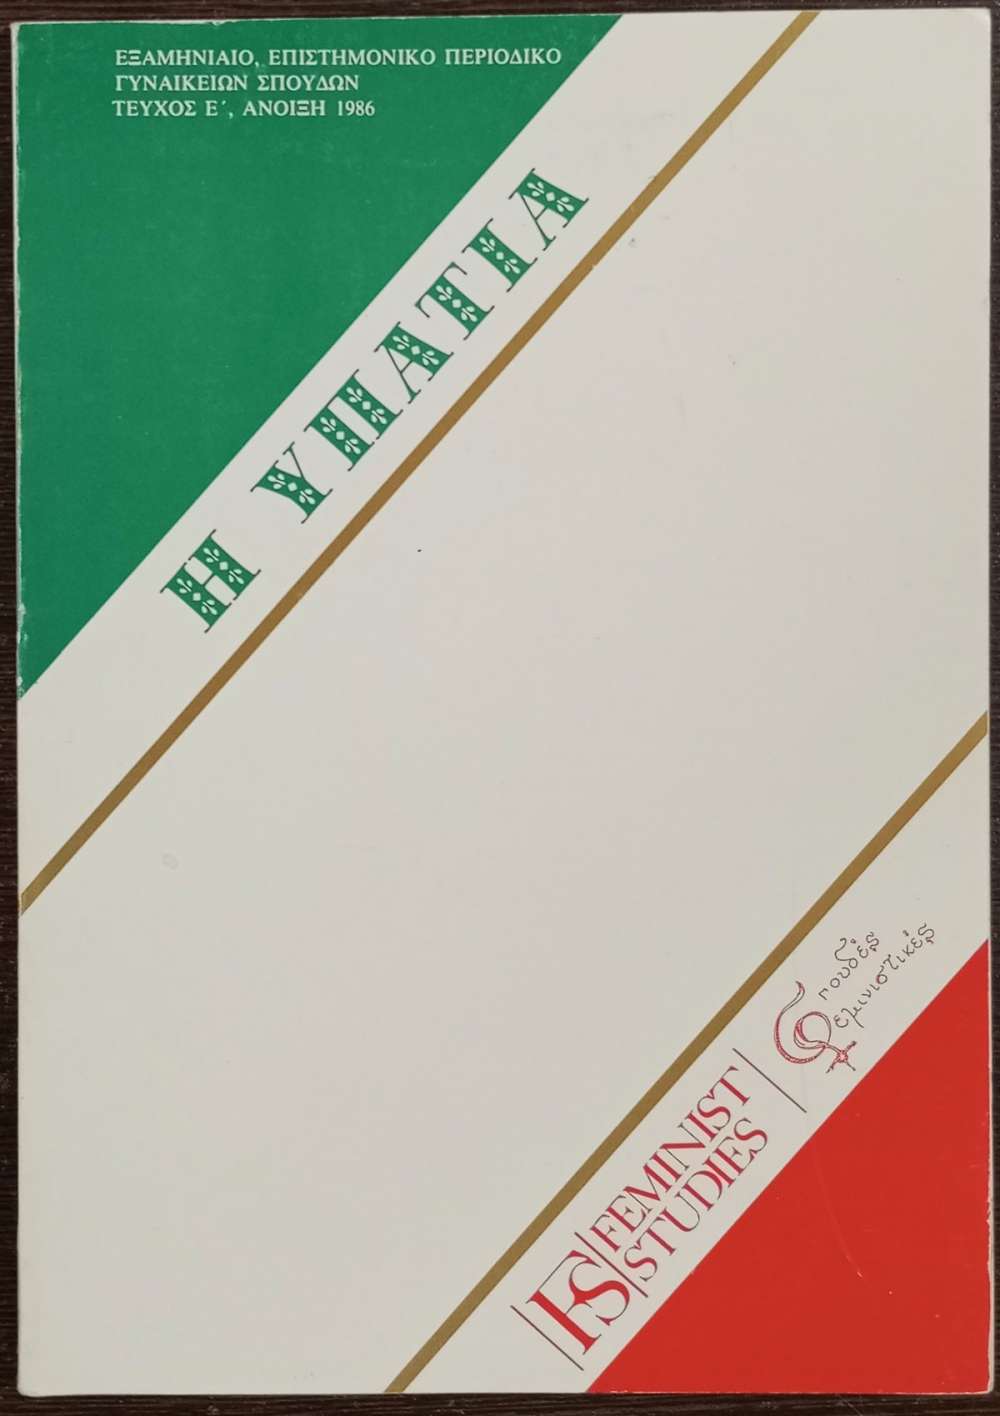 ΕΞΑΜΗΝΙΑΙΟ, ΕΠΙΣΤΗΜΟΝΙΚΟ ΠΕΡΙΟΔΙΚΟ
ΓΥΝΑΙΚΕΙΩΝ ΣΠΟΥΔΩΝ
ΤΕΥΧΟΣ Ε΄, ΑΝΟΙΞΗ 1986
Η ΥΠΑΤΙΑ
FS
FEMINIST
STUDIES
Σπουδές
Φεμινιστικές